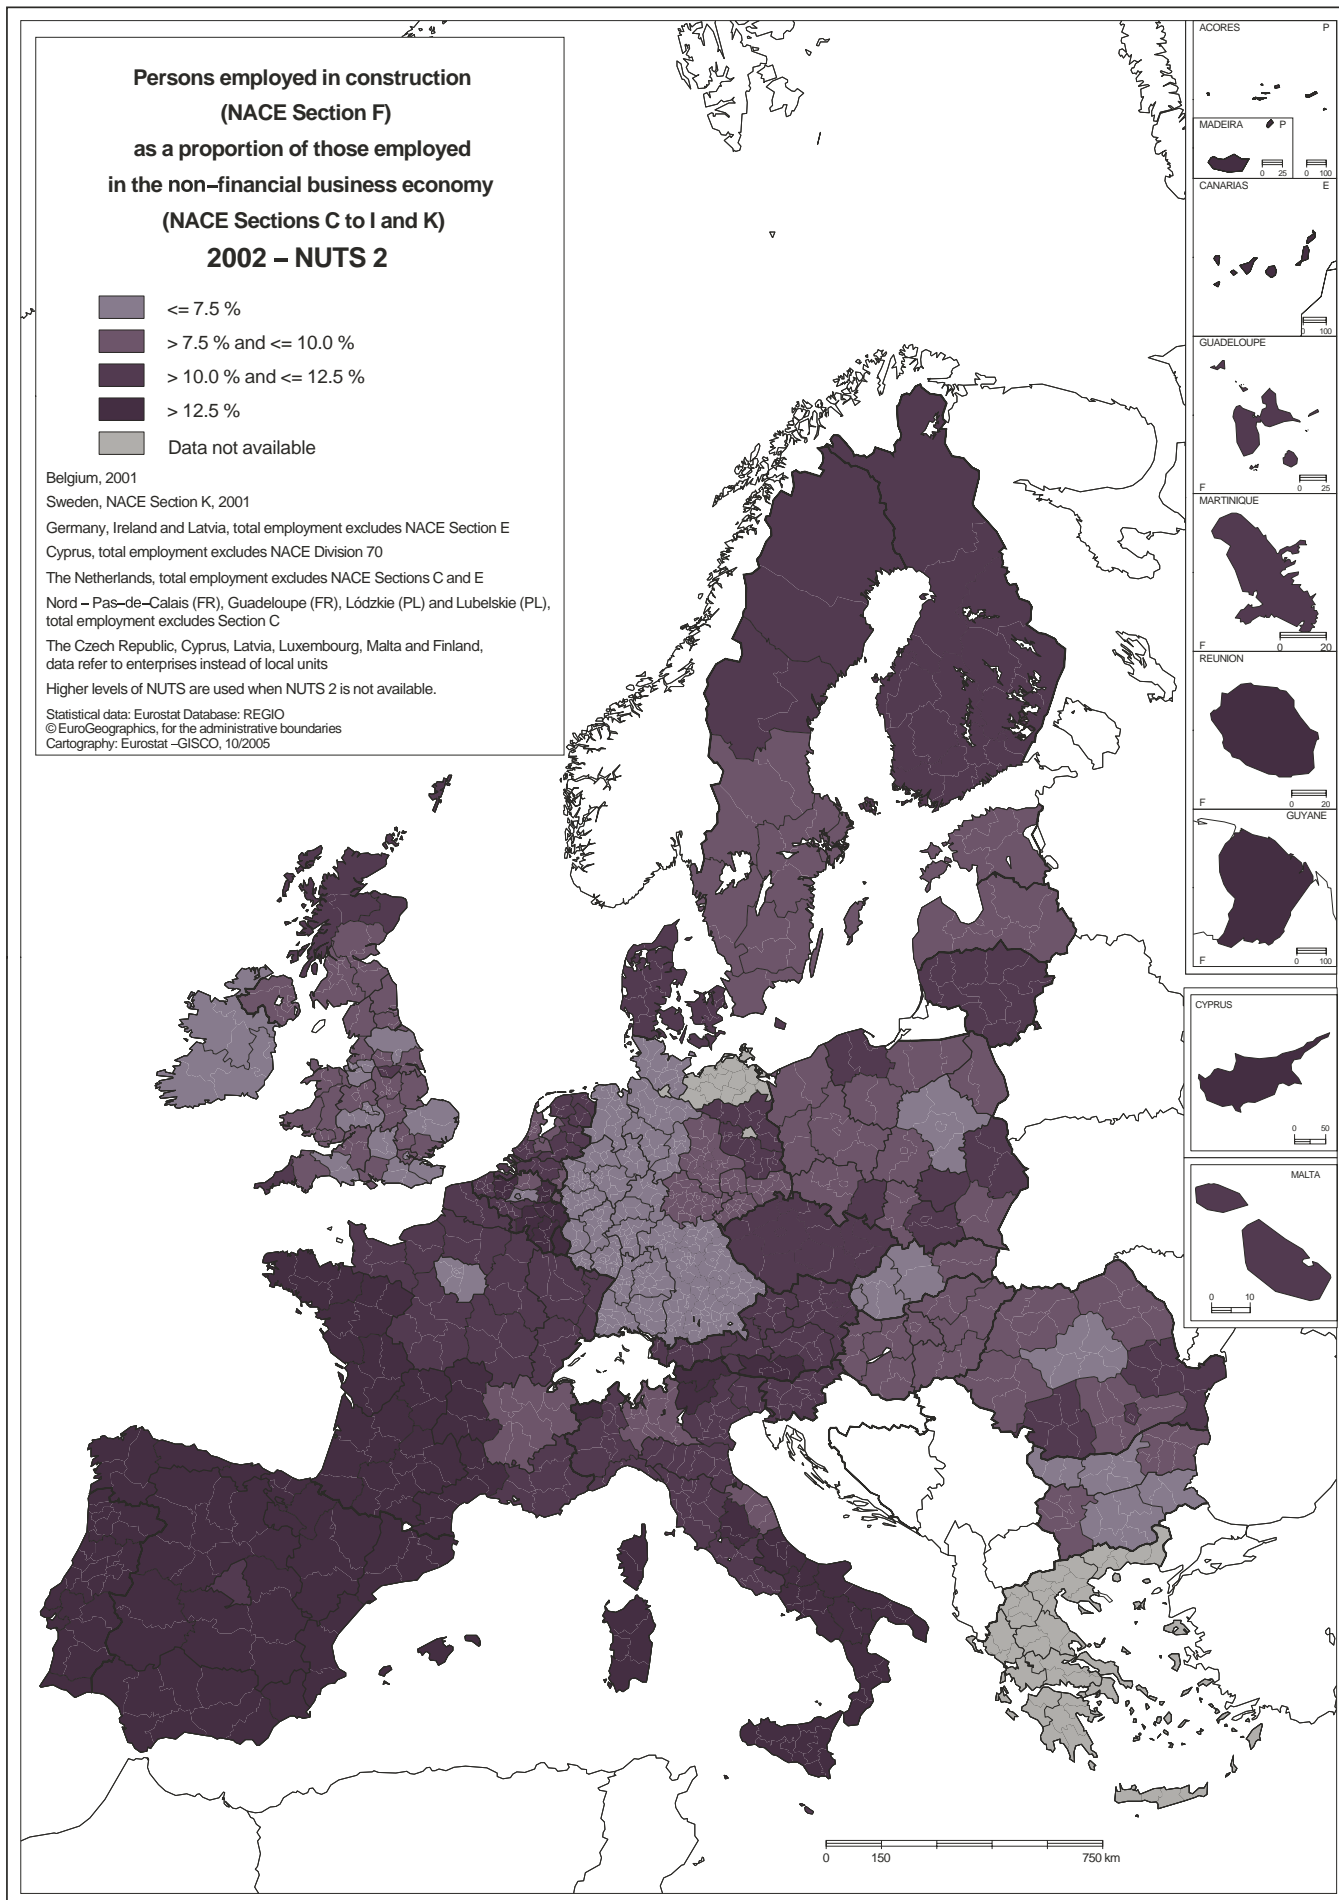 Persons employed in construction
(NACE Section F)
as a proportion of those employed
in the non–financial business economy
(NACE Sections C to I and K)
2002 – NUTS 2
<= 7.5 %
> 7.5 % and <= 10.0 %
> 10.0 % and <= 12.5 %
> 12.5 %
Data not available
Belgium, 2001
Sweden, NACE Section K, 2001
Germany, Ireland and Latvia, total employment excludes NACE Section E
Cyprus, total employment excludes NACE Division 70
The Netherlands, total employment excludes NACE Sections C and E
Nord – Pas–de–Calais (FR), Guadeloupe (FR), Lódzkie (PL) and Lubelskie (PL),
total employment excludes Section C
The Czech Republic, Cyprus, Latvia, Luxembourg, Malta and Finland,
data refer to enterprises instead of local units
Higher levels of NUTS are used when NUTS 2 is not available.
Statistical data: Eurostat Database: REGIO
© EuroGeographics, for the administrative boundaries
Cartography: Eurostat –GISCO, 10/2005
ACORES P
MADEIRA P
0 25 0 100
CANARIAS E
0 100
GUADELOUPE
F 0 25
MARTINIQUE
F 0 20
REUNION
F 0 20
GUYANE
F 0 100
CYPRUS
0 50
MALTA
0 10
0 150 750 km